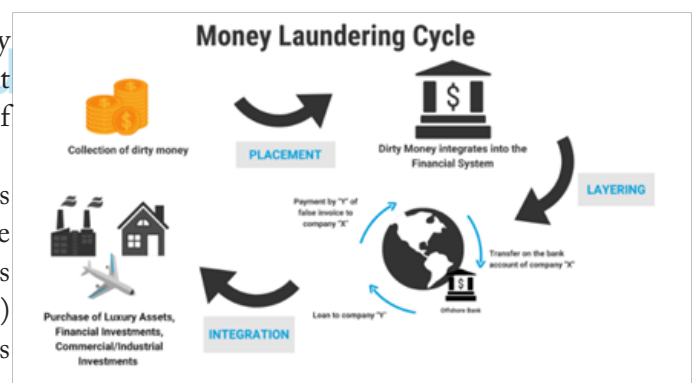 Money Laundering Cycle
y
t
f
s
e
s
)
s
Collection of dirty money
PLACEMENT
$
Dirty Money integrates into the
Financial System
LAYERING
Payment by "Y" of
false invoice to
company "X"
Transfer on the bank
account of company "X"
$
Offshore Bank
Loan to company "Y"
INTEGRATION
Purchase of Luxury Assets,
Financial Investments,
Commercial/Industrial
Investments